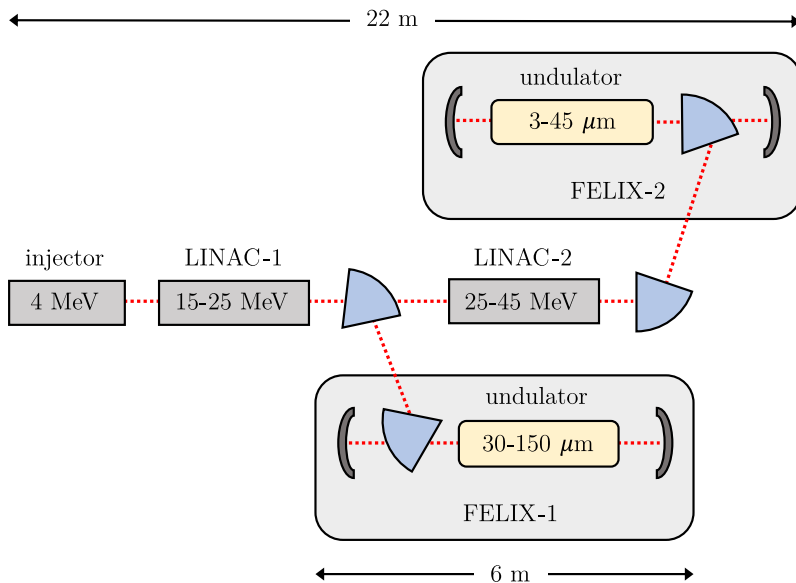 22 m
undulator
3-45 μm
FELIX-2
injector LINAC-1 LINAC-2
4 MeV 15-25 MeV 25-45 MeV
undulator
30-150 μm
FELIX-1
6 m